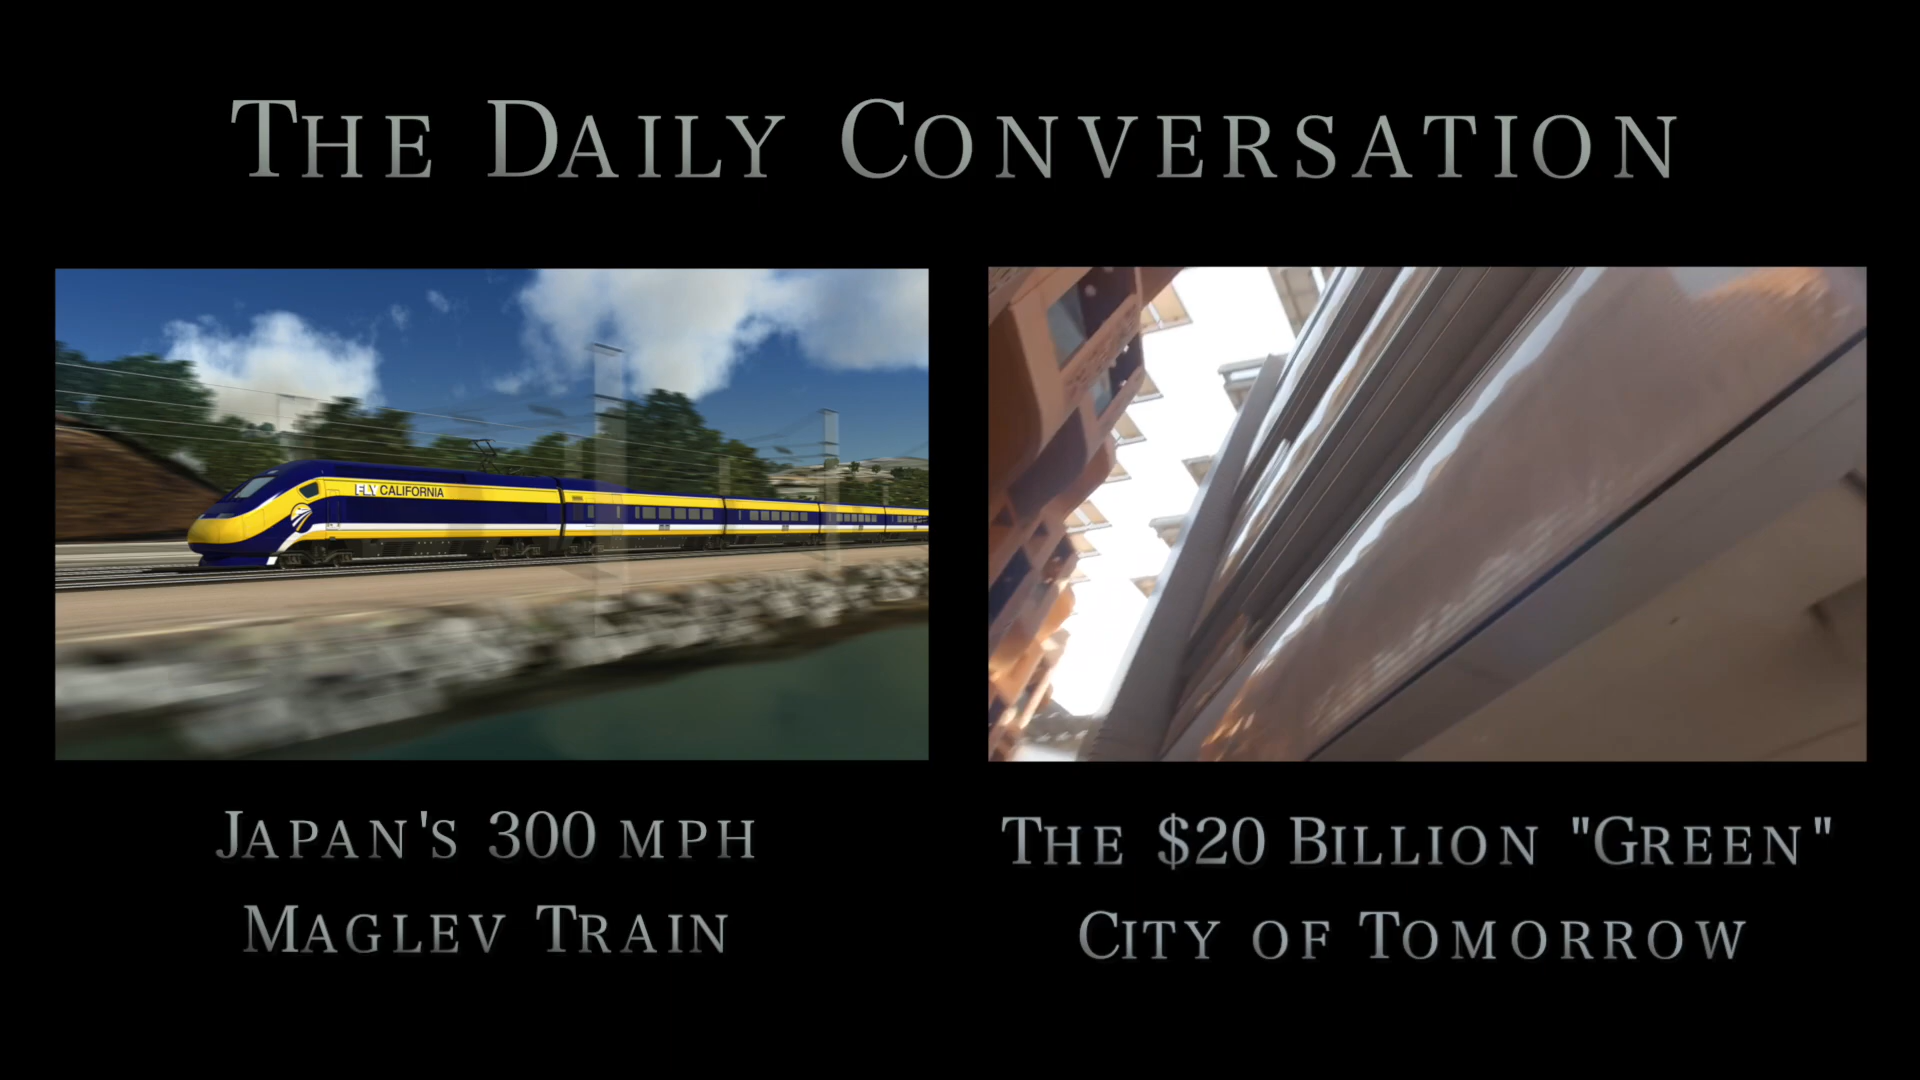 The Daily Conversation
FLY CALIFORNIA
Japan's 300 mph
Maglev Train
The $20 Billion "Green"
City of Tomorrow